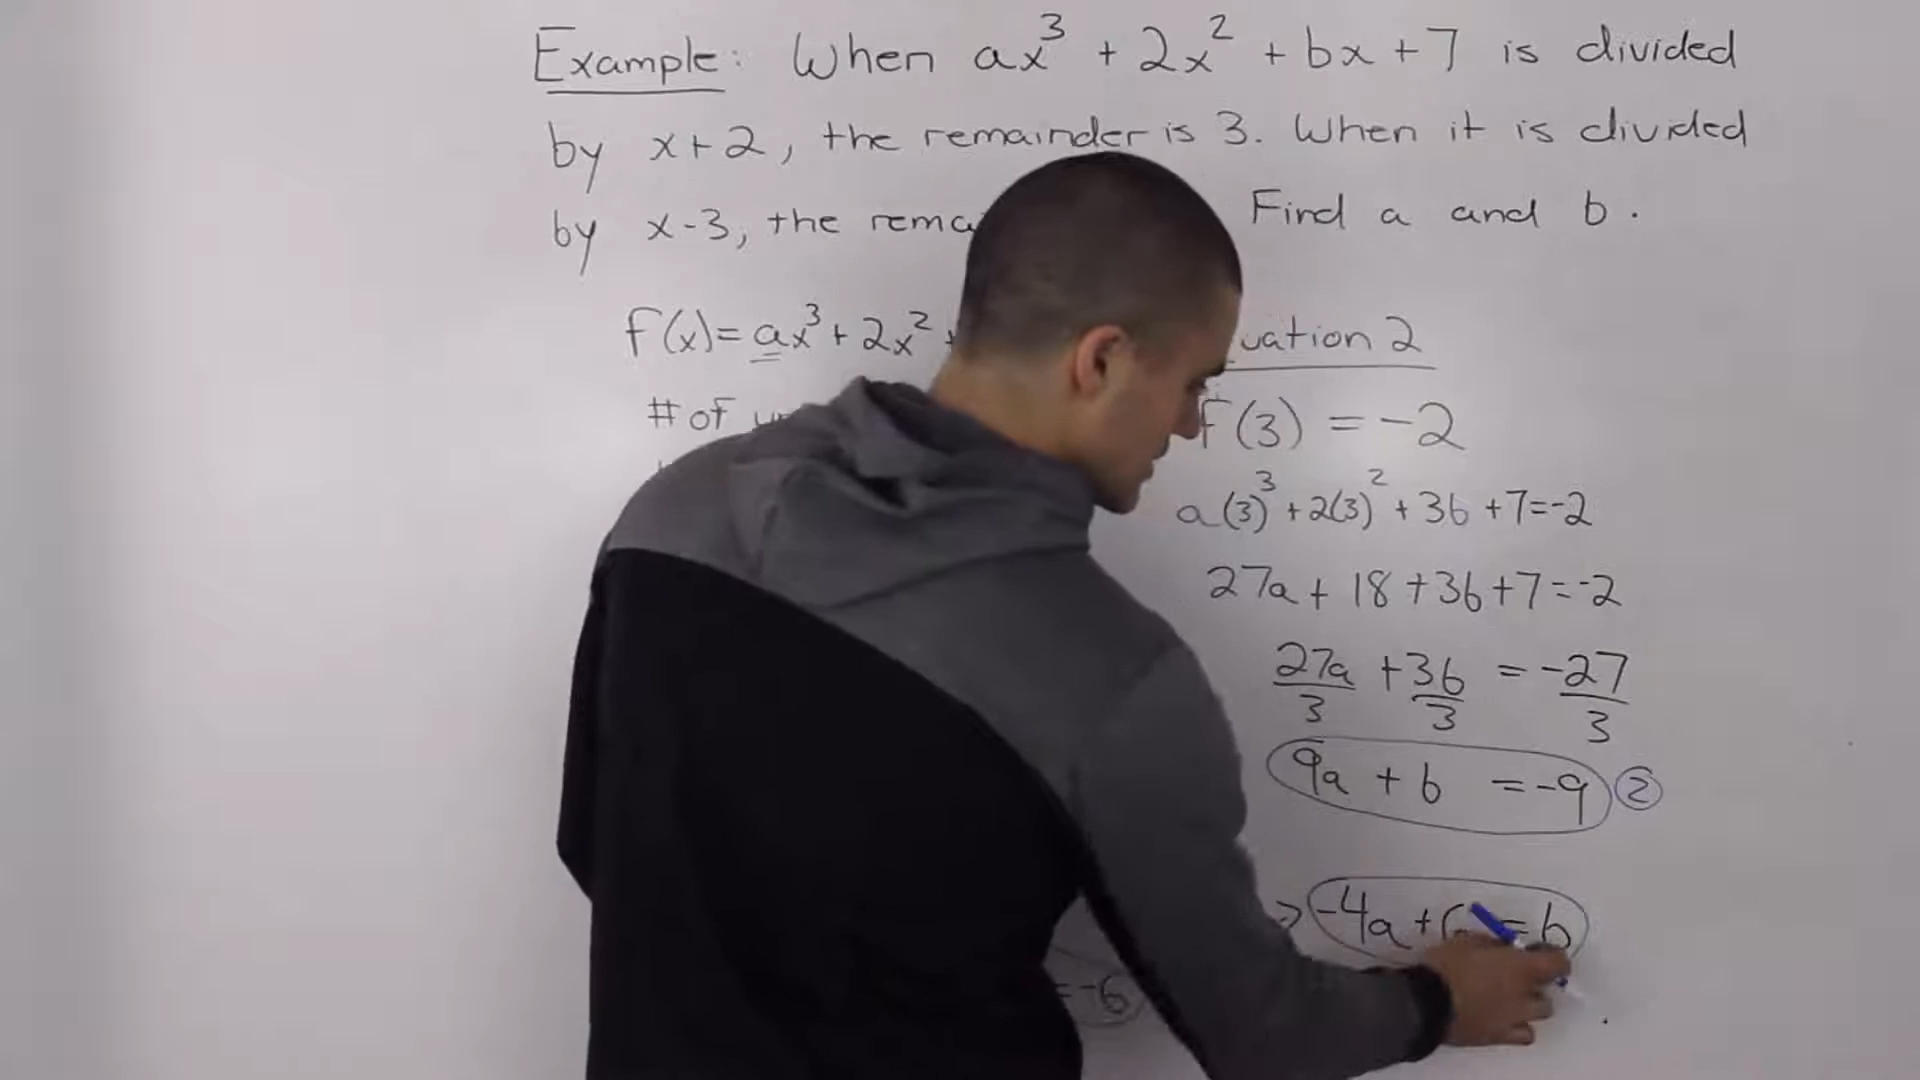 Example: When ax³ + 2x² + bx + 7 is divided
by x+2, the remainder is 3. When it is divided
by x-3, the Find a and b.
f(x) = ax³ + 2x² +
2
# of
f(3) = -2
a(3)³ + 2(3)² + 3b + 7 = -2
27a + 18 + 3b + 7 = -2
27a/3 + 3b/3 = -27/3
9a + b = -9 ②
→ -4a + = b
= -6